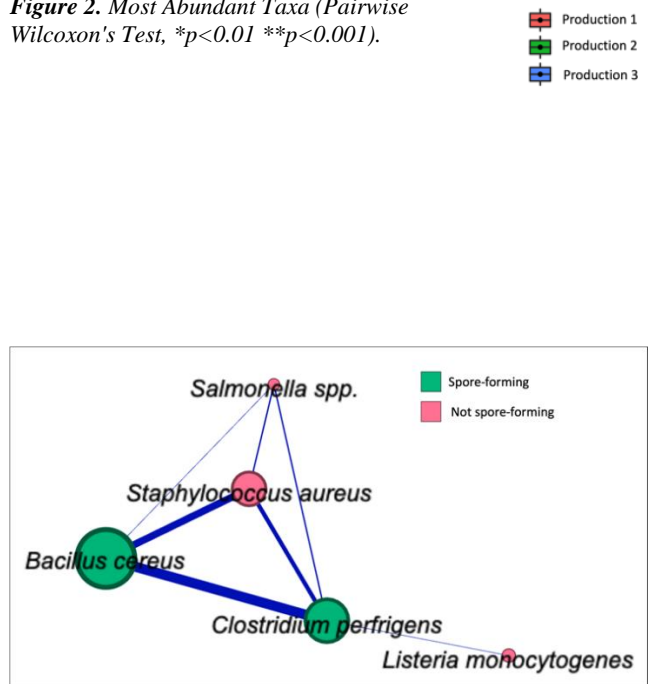 Figure 2. Most Abundant Taxa (Pairwise
Wilcoxon's Test, *p<0.01 **p<0.001).
Production 1
Production 2
Production 3
Salmonella spp.
Spore-forming
Not spore-forming
Staphylococcus aureus
Bacillus cereus
Clostridium perfrigens
Listeria monocytogenes